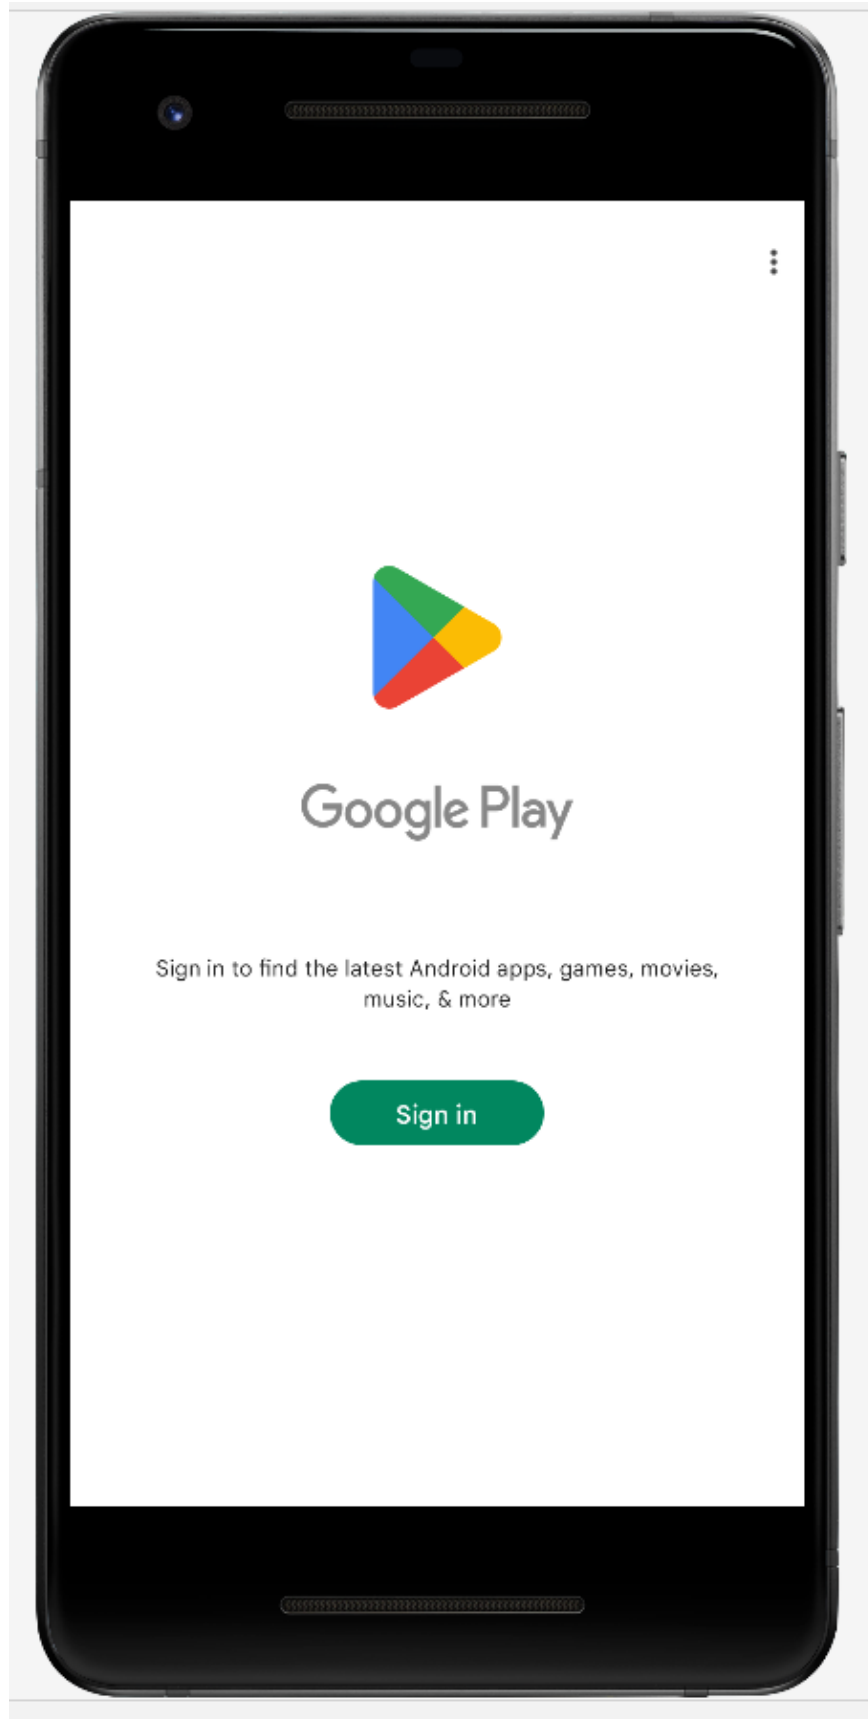 Google Play
Sign in to find the latest Android apps, games, movies,
music, & more
Sign in